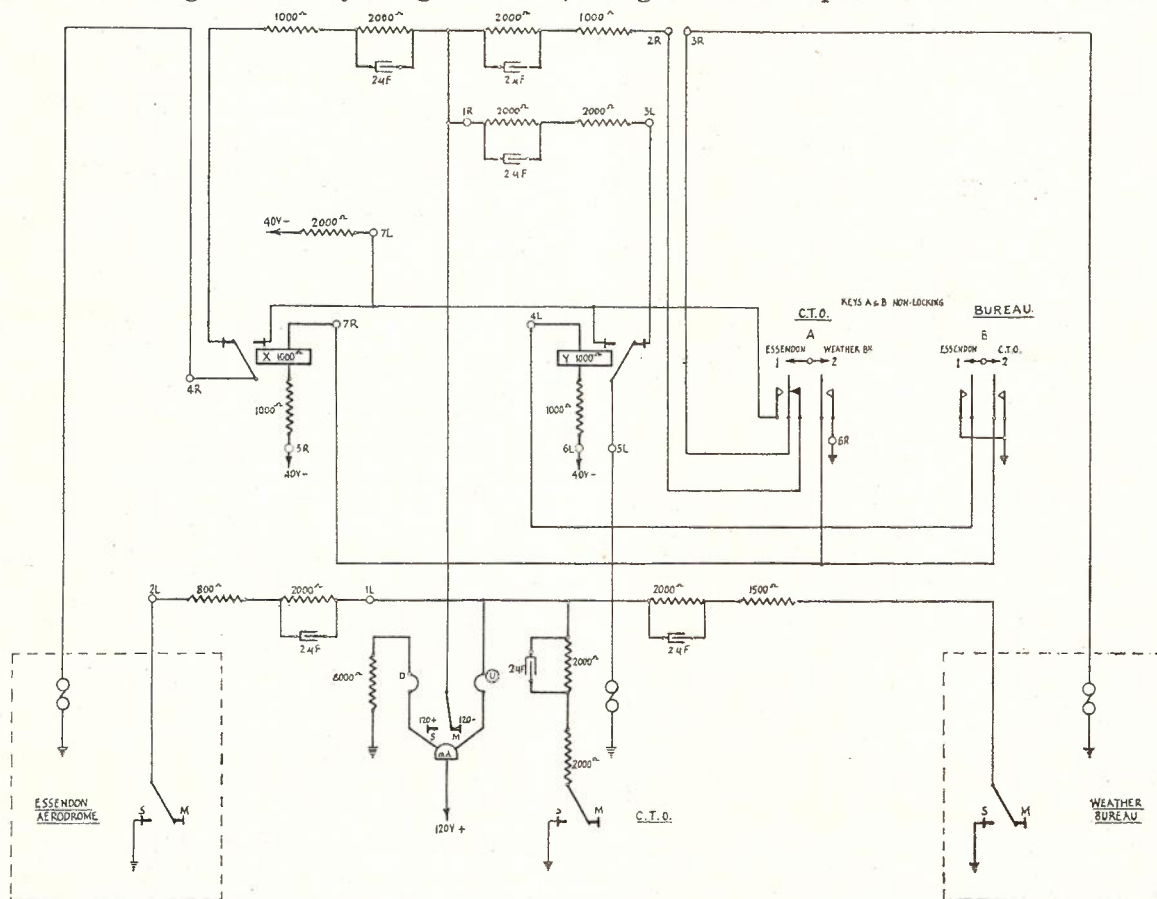 1000Ω 2000Ω 2000Ω 1000Ω
2R 3R
2µF 2µF
1R 2000Ω 2000Ω 3L
2µF
40V- 2000Ω 7L
KEYS A & B NON-LOCKING
7R 4L C.T.O. BUREAU.
A B
X 1000Ω Y 1000Ω
ESSENDON WEATHER BR ESSENDON C.T.O.
1 2 1 2
4R
1000Ω 1000Ω
6R
5R 6L 5L
40V- 40V-
2L 800Ω 2000Ω 1L 2000Ω 1500Ω
2µF 2µF
8000Ω D U 2µF 2000Ω
120+ 120-
S M
mA
2000Ω
ESSENDON
AERODROME
S M
120V+
S M
C.T.O.
S M
WEATHER
BUREAU